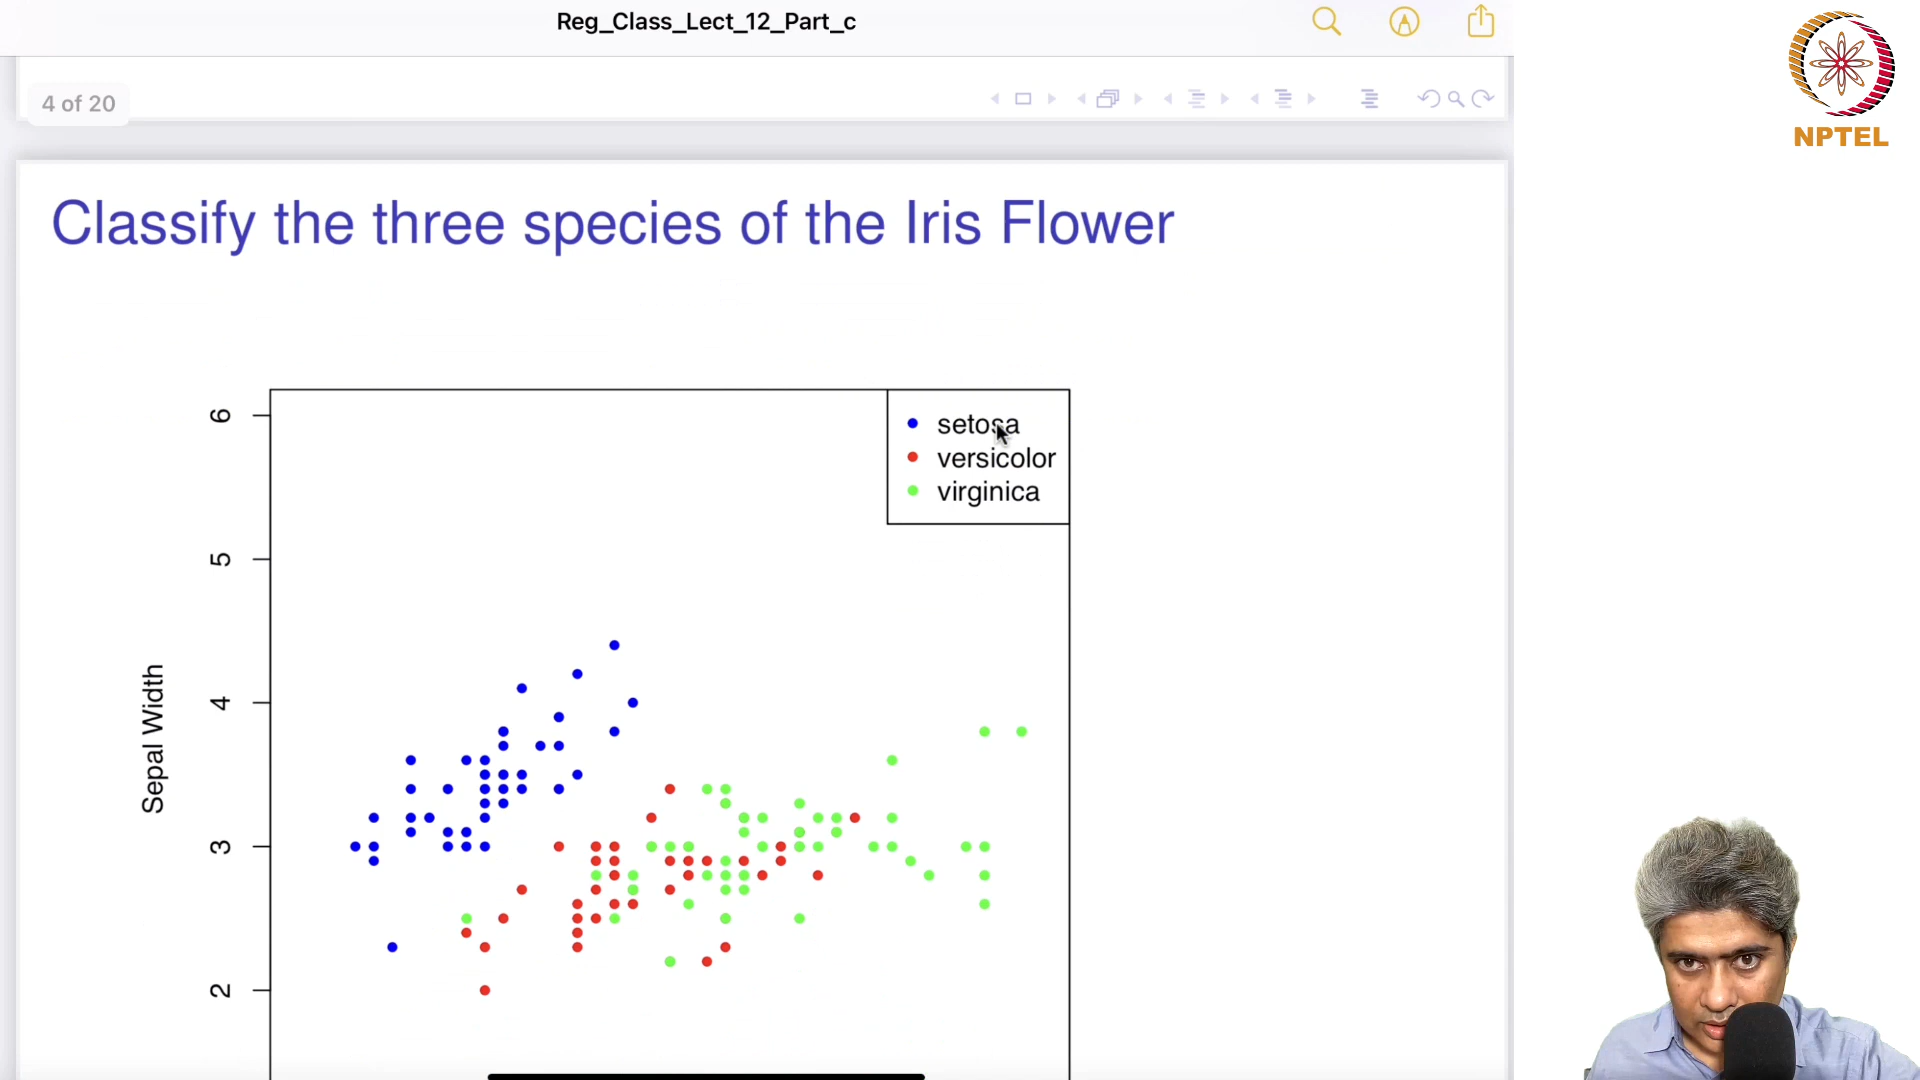 Reg_Class_Lect_12_Part_c
4 of 20
NPTEL
Classify the three species of the Iris Flower
6
setosa
versicolor
virginica
5
4
Sepal Width
3
2